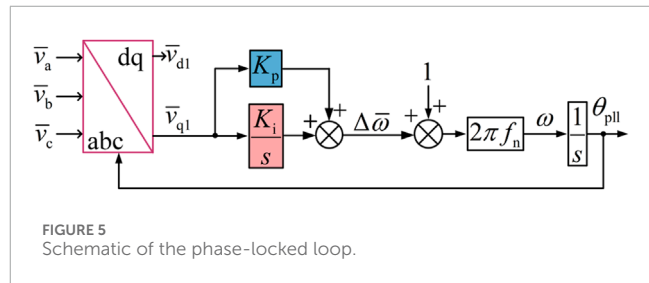 v̄a
v̄b
v̄c
dq
abc
v̄d1
v̄q1
Kp
Ki
s
+
+
Δω̄
1
+
+
2πfn
ω
1
s
θpll
FIGURE 5
Schematic of the phase-locked loop.